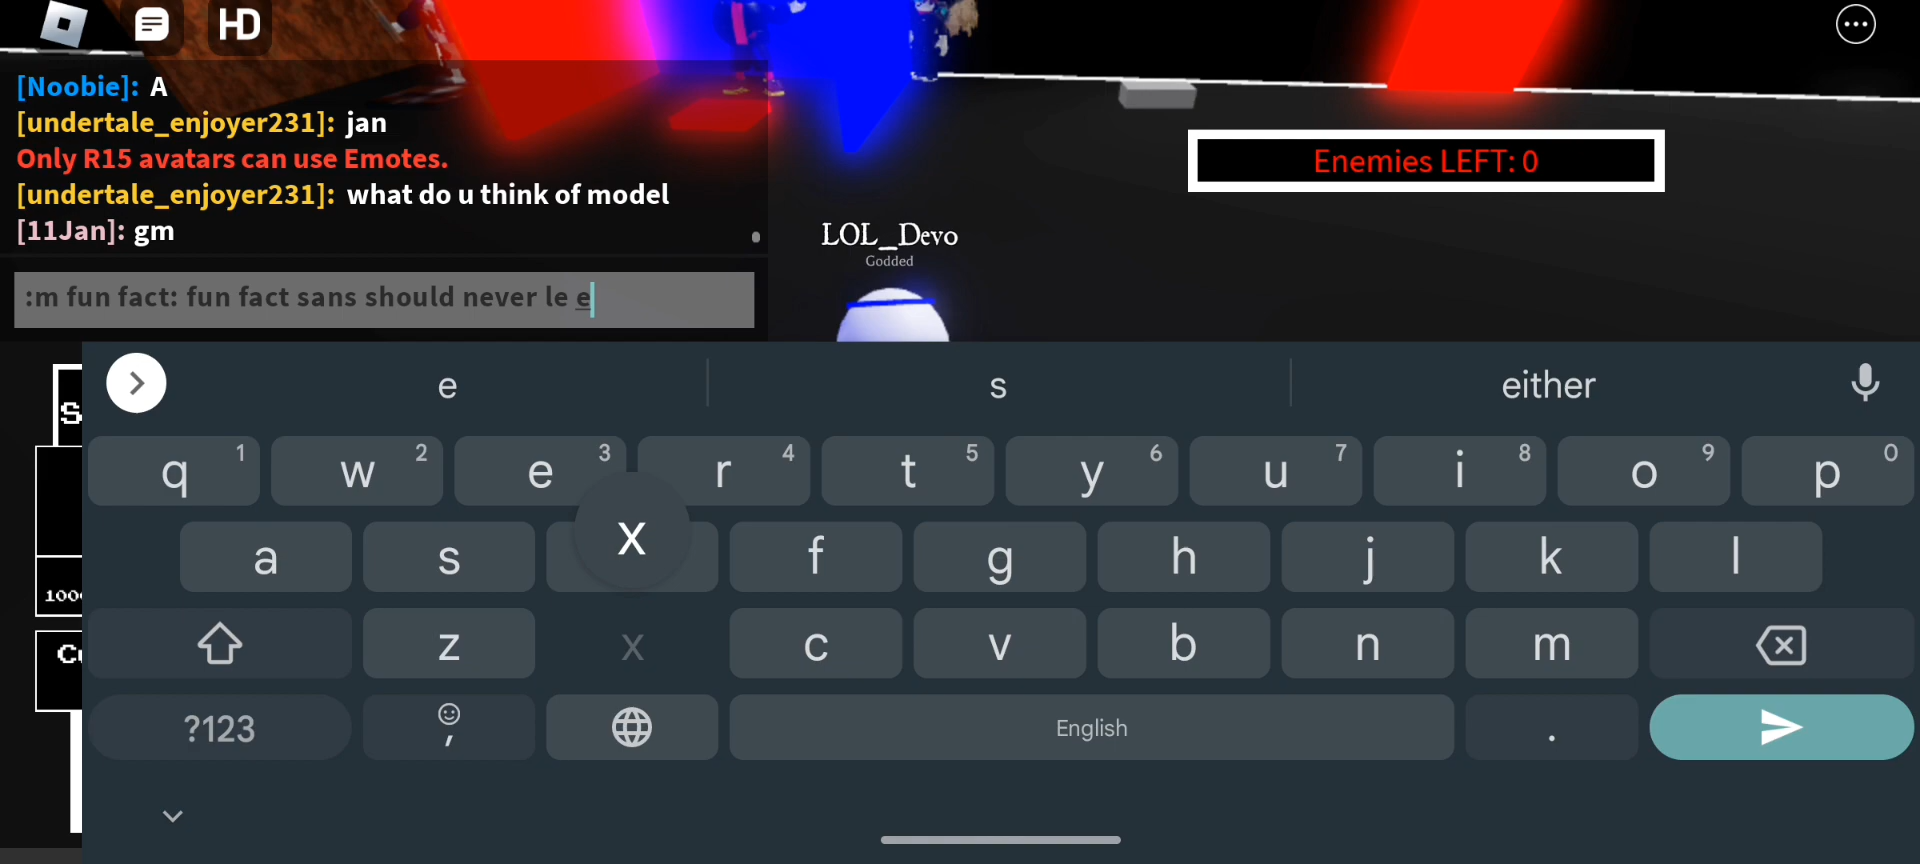 HD
[Noobie]: A
[undertale_enjoyer231]: jan
Only R15 avatars can use Emotes.
[undertale_enjoyer231]: what do u think of model
[11Jan]: gm
Enemies LEFT: 0
LOL_Devo
Godded
:m fun fact: fun fact sans should never le e
e s either
q 1 w 2 e 3 r 4 t 5 y 6 u 7 i 8 o 9 p 0
a s x f g h j k l
z x c v b n m
?123 , English .